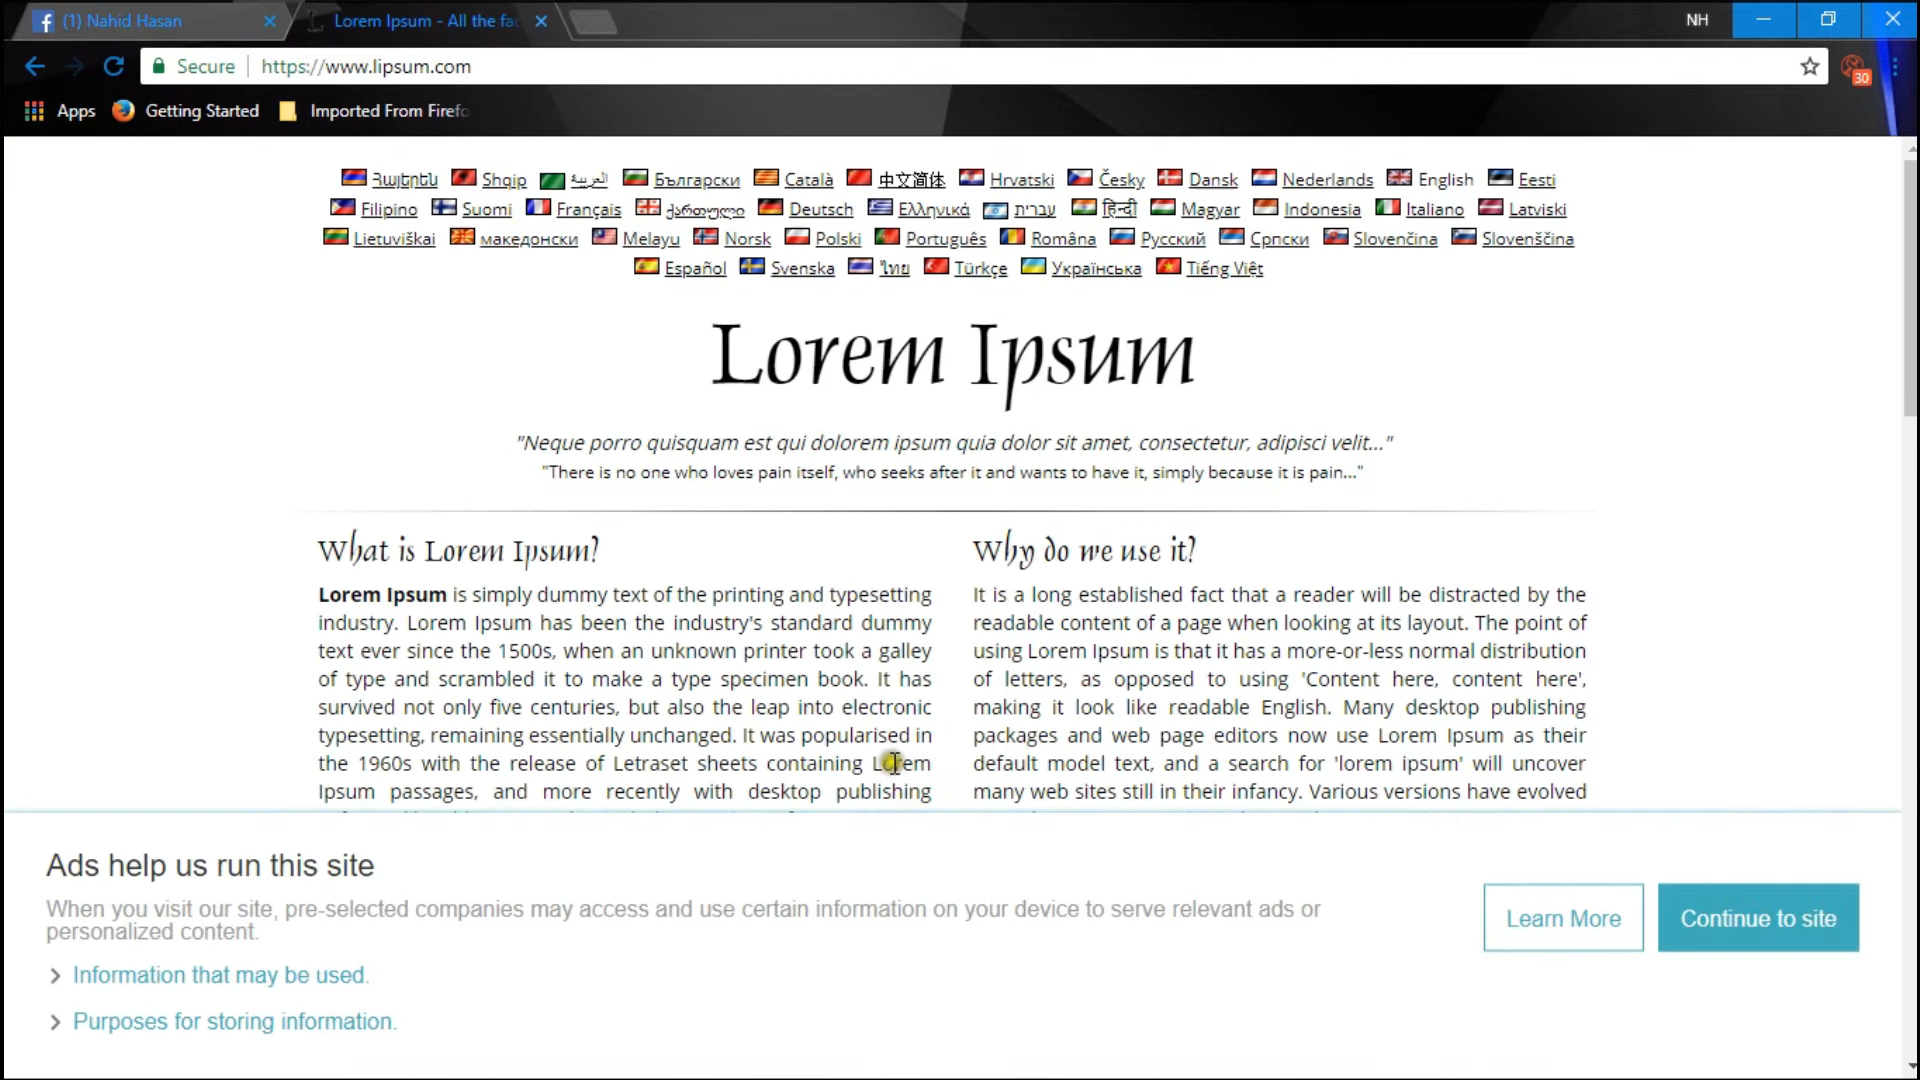 (1) Nahid Hasan
Lorem Ipsum - All the fac
NH
Secure
https://www.lipsum.com
30
Apps
Getting Started
Imported From Firefo
Հայերեն Shqip العربية Български Català 中文简体 Hrvatski Česky Dansk Nederlands English Eesti
Filipino Suomi Français ქართული Deutsch Ελληνικά עברית हिन्दी Magyar Indonesia Italiano Latviski
Lietuviškai македонски Melayu Norsk Polski Português Româna Русский Српски Slovenčina Slovenščina
Español Svenska ไทย Türkçe Українська Tiếng Việt
Lorem Ipsum
"Neque porro quisquam est qui dolorem ipsum quia dolor sit amet, consectetur, adipisci velit..."
"There is no one who loves pain itself, who seeks after it and wants to have it, simply because it is pain..."
What is Lorem Ipsum?
Lorem Ipsum is simply dummy text of the printing and typesetting
industry. Lorem Ipsum has been the industry's standard dummy
text ever since the 1500s, when an unknown printer took a galley
of type and scrambled it to make a type specimen book. It has
survived not only five centuries, but also the leap into electronic
typesetting, remaining essentially unchanged. It was popularised in
the 1960s with the release of Letraset sheets containing Lorem
Ipsum passages, and more recently with desktop publishing
Why do we use it?
It is a long established fact that a reader will be distracted by the
readable content of a page when looking at its layout. The point of
using Lorem Ipsum is that it has a more-or-less normal distribution
of letters, as opposed to using 'Content here, content here',
making it look like readable English. Many desktop publishing
packages and web page editors now use Lorem Ipsum as their
default model text, and a search for 'lorem ipsum' will uncover
many web sites still in their infancy. Various versions have evolved
Ads help us run this site
When you visit our site, pre-selected companies may access and use certain information on your device to serve relevant ads or
personalized content.
Information that may be used.
Purposes for storing information.
Learn More
Continue to site